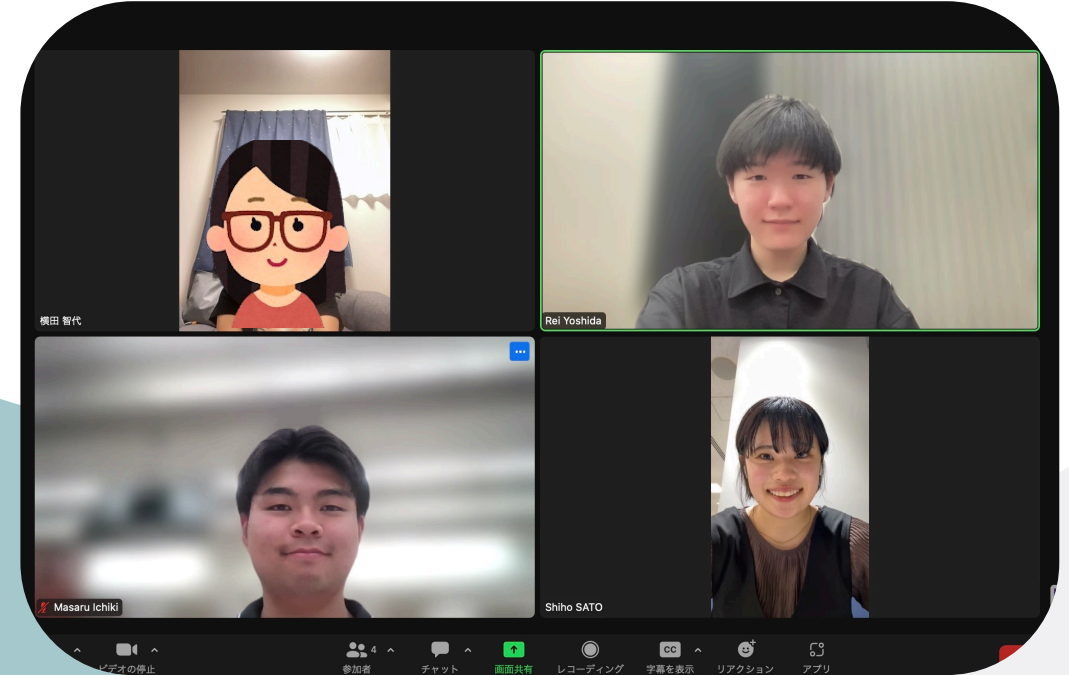 横田 智代
Rei Yoshida
Masaru Ichiki
Shiho SATO
ビデオの停止
4
参加者
チャット
画面共有
レコーディング
CC
字幕を表示
リアクション
アプリ